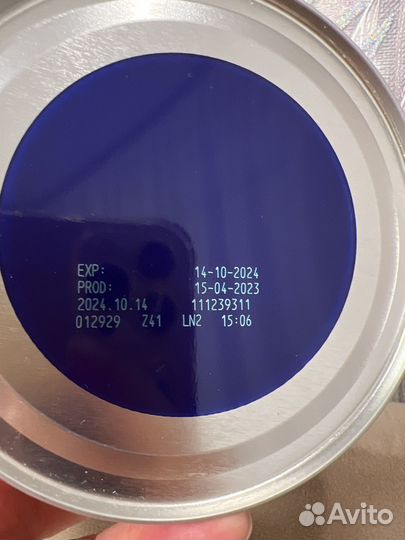 EXP: 14-10-2024
PROD: 15-04-2023
2024.10.14 111239311
012929 Z41 LN2 15:06
Avito